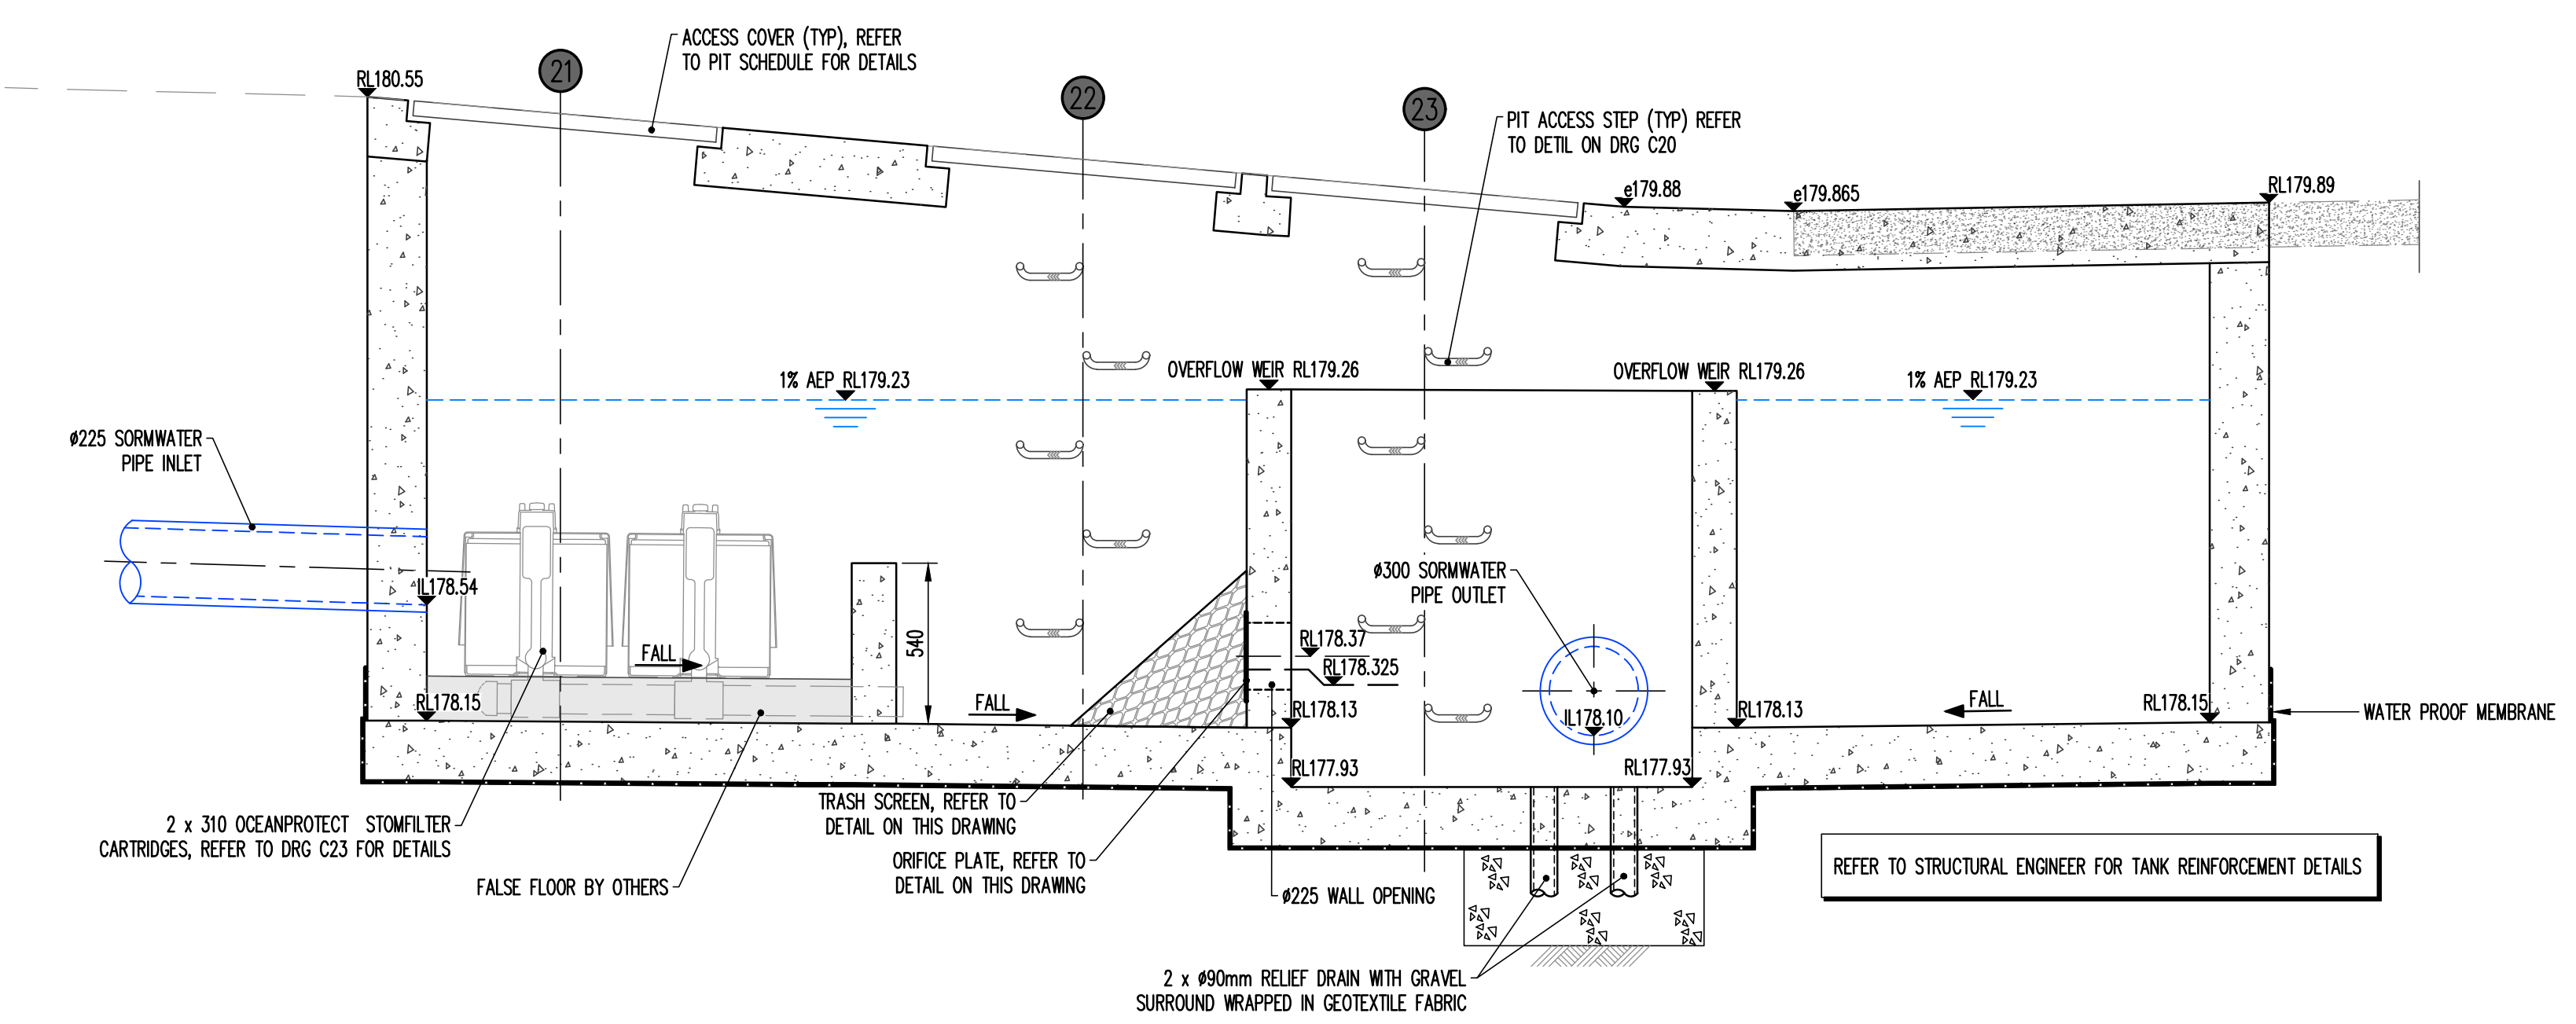 ACCESS COVER (TYP), REFER
TO PIT SCHEDULE FOR DETAILS
RL180.55
21
22
23
PIT ACCESS STEP (TYP) REFER
TO DETIL ON DRG C20
e179.88
e179.865
RL179.89
1% AEP RL179.23
OVERFLOW WEIR RL179.26
OVERFLOW WEIR RL179.26
1% AEP RL179.23
ø225 SORMWATER
PIPE INLET
IL178.54
FALL
540
RL178.15
FALL
RL178.37
RL178.325
RL178.13
ø300 SORMWATER
PIPE OUTLET
IL178.10
RL178.13
FALL
RL178.15
WATER PROOF MEMBRANE
RL177.93
RL177.93
2 x 310 OCEANPROTECT STOMFILTER
CARTRIDGES, REFER TO DRG C23 FOR DETAILS
FALSE FLOOR BY OTHERS
TRASH SCREEN, REFER TO
DETAIL ON THIS DRAWING
ORIFICE PLATE, REFER TO
DETAIL ON THIS DRAWING
ø225 WALL OPENING
REFER TO STRUCTURAL ENGINEER FOR TANK REINFORCEMENT DETAILS
2 x ø90mm RELIEF DRAIN WITH GRAVEL
SURROUND WRAPPED IN GEOTEXTILE FABRIC